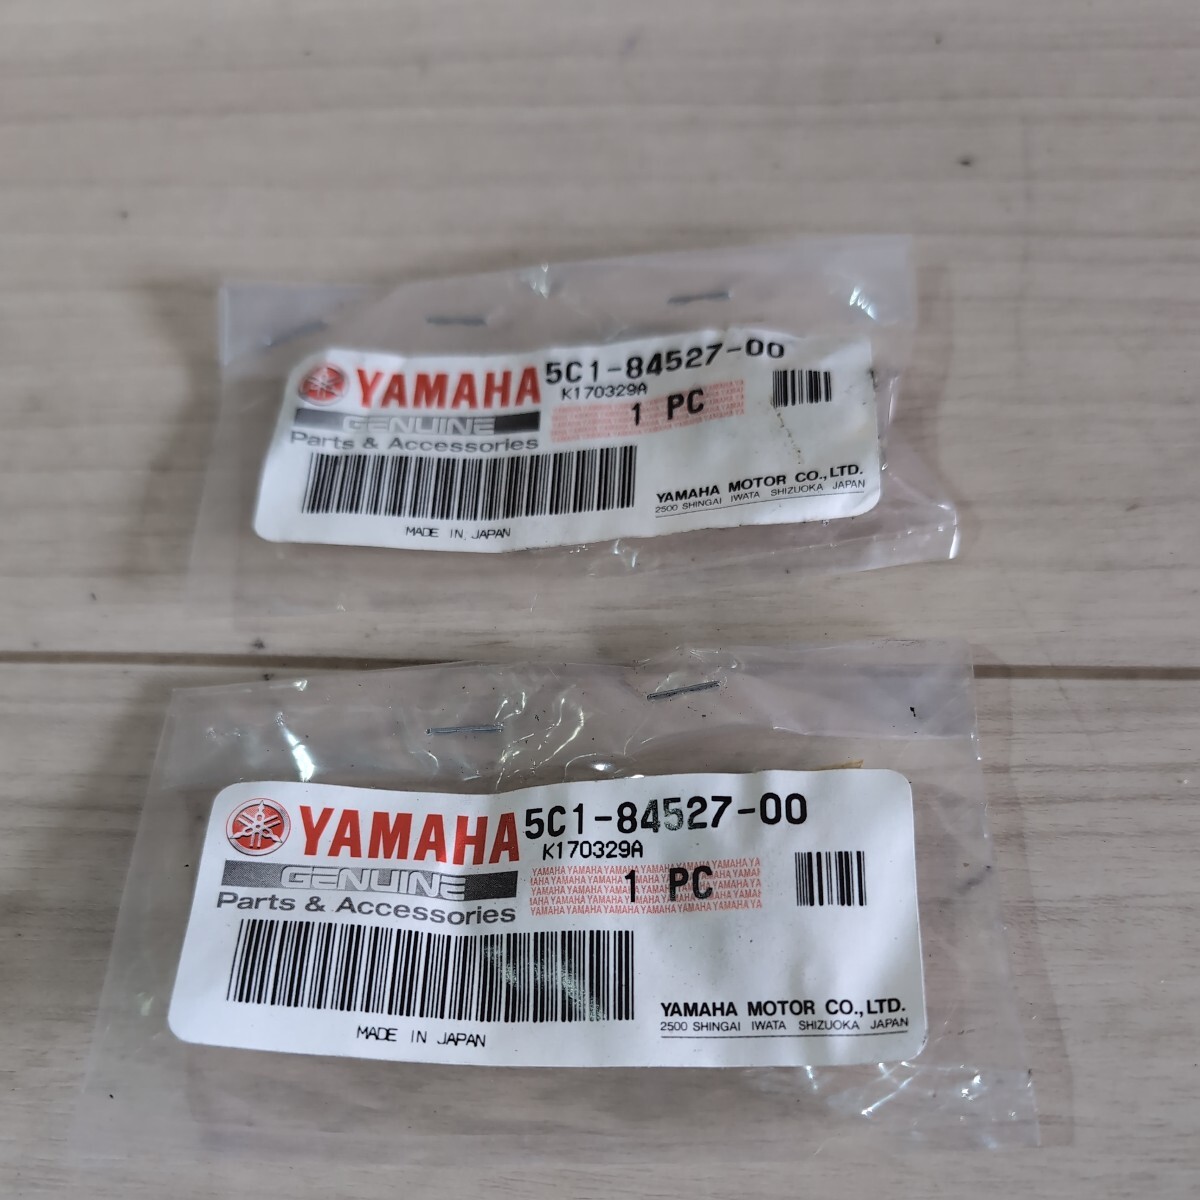 YAMAHA 5C1-84527-00
K170329A
GENUINE
1 PC
Parts & Accessories
YAMAHA MOTOR CO.,LTD.
2500 SHINGAI IWATA SHIZUOKA JAPAN
MADE IN JAPAN
YAMAHA 5C1-84527-00
K170329A
GENUINE
1 PC
Parts & Accessories
YAMAHA MOTOR CO.,LTD.
2500 SHINGAI IWATA SHIZUOKA JAPAN
MADE IN JAPAN